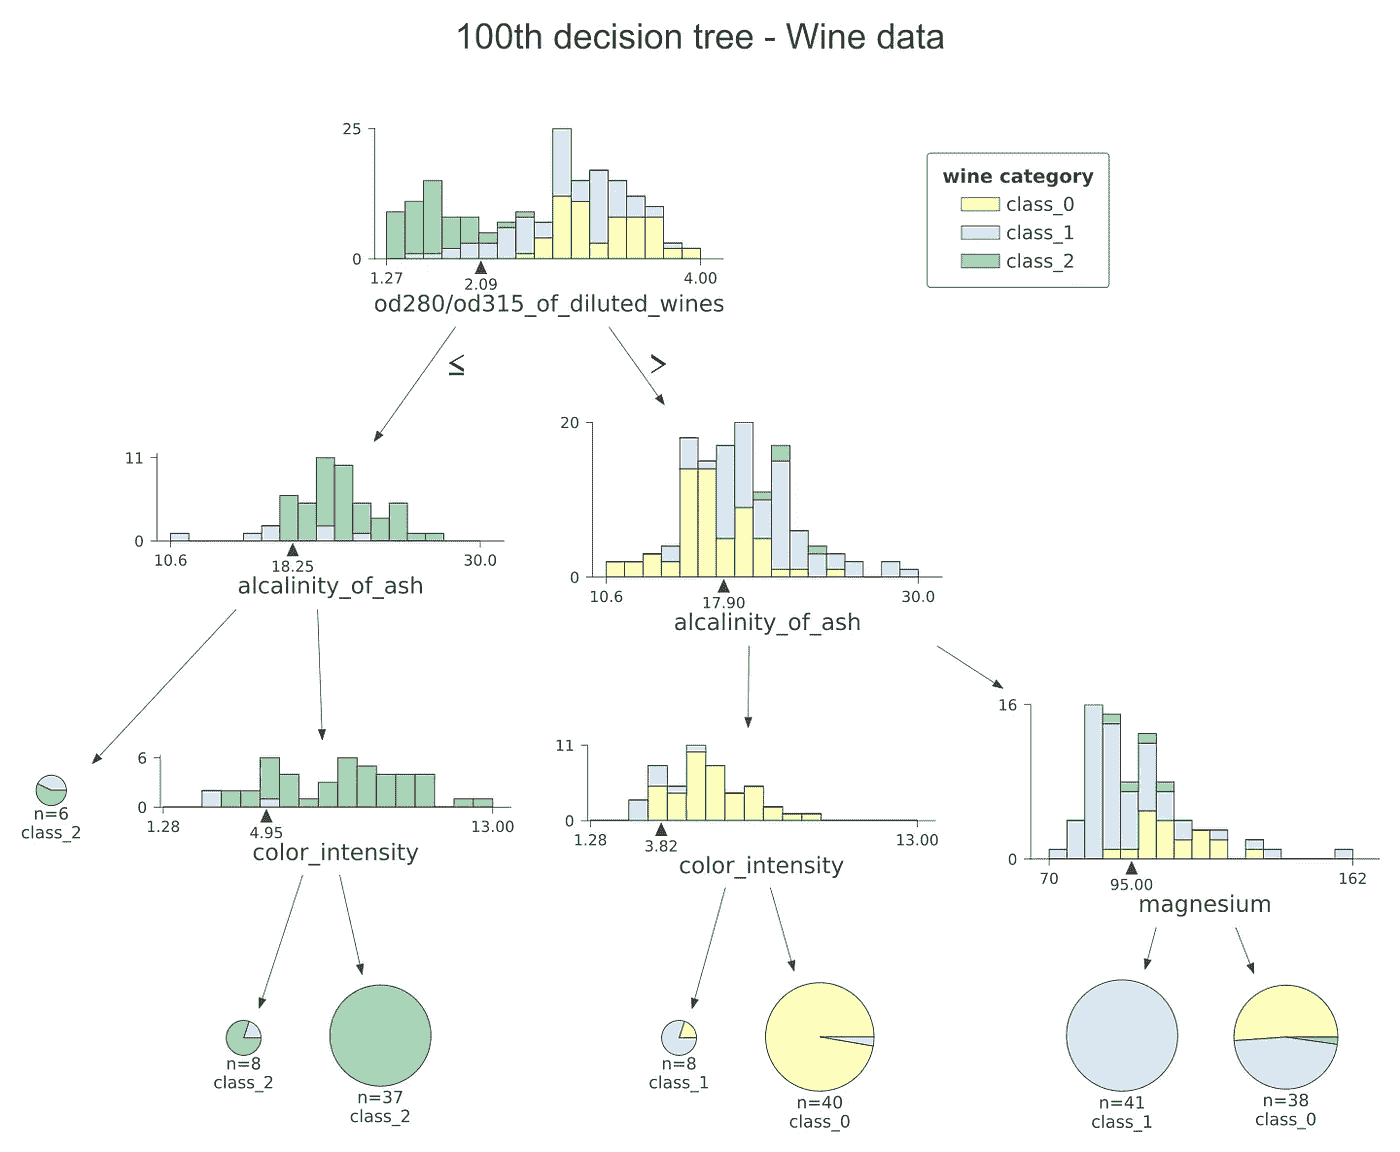 100th decision tree - Wine data
25
0
1.27
2.09
4.00
od280/od315_of_diluted_wines
wine category
class_0
class_1
class_2
≤
>
11
0
10.6
18.25
30.0
alcalinity_of_ash
20
0
10.6
17.90
30.0
alcalinity_of_ash
n=6
class_2
6
0
1.28
4.95
13.00
color_intensity
11
0
1.28
3.82
13.00
color_intensity
16
0
70
95.00
162
magnesium
n=8
class_2
n=37
class_2
n=8
class_1
n=40
class_0
n=41
class_1
n=38
class_0